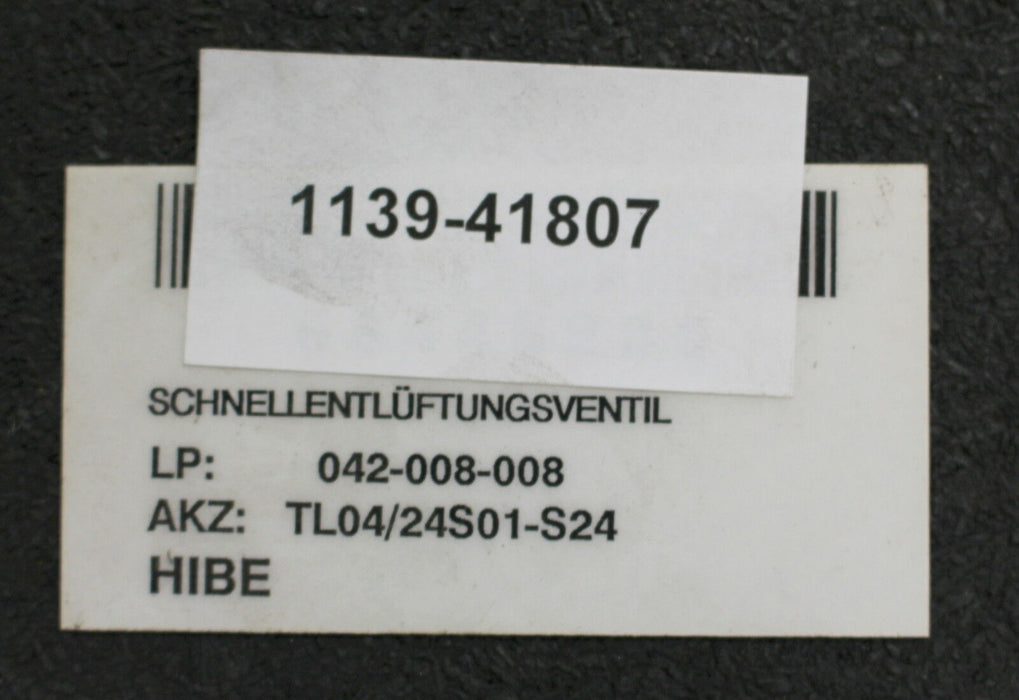 1139-41807
SCHNELLENTLÜFTUNGSVENTIL
LP: 042-008-008
AKZ: TL04/24S01-S24
HIBE